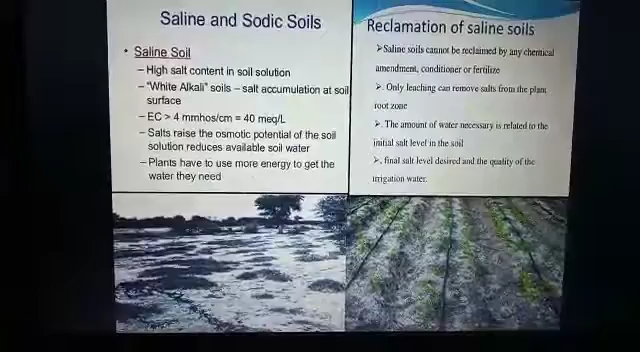 Saline and Sodic Soils
• Saline Soil
– High salt content in soil solution
– "White Alkali" soils – salt accumulation at soil
surface
– EC > 4 mmhos/cm = 40 meq/L
– Salts raise the osmotic potential of the soil
solution reduces available soil water
– Plants have to use more energy to get the
water they need
Reclamation of saline soils
➢Saline soils cannot be reclaimed by any chemical
amendment, conditioner or fertilize
➢. Only leaching can remove salts from the plant
root zone
➢. The amount of water necessary is related to the
initial salt level in the soil
➢, final salt level desired and the quality of the
irrigation water.